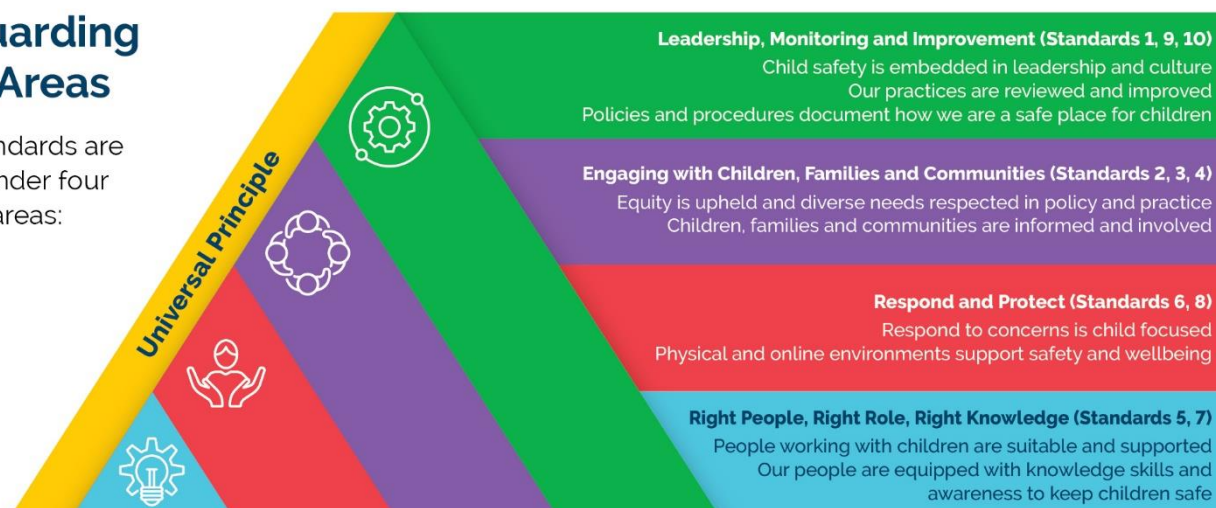 Areas
are
four
areas:
Universal Principle
Leadership, Monitoring and Improvement (Standards 1, 9, 10)
Child safety is embedded in leadership and culture
Our practices are reviewed and improved
Policies and procedures document how we are a safe place for children
Engaging with Children, Families and Communities (Standards 2, 3, 4)
Equity is upheld and diverse needs respected in policy and practice
Children, families and communities are informed and involved
Respond and Protect (Standards 6, 8)
Respond to concerns is child focused
Physical and online environments support safety and wellbeing
Right People, Right Role, Right Knowledge (Standards 5, 7)
People working with children are suitable and supported
Our people are equipped with knowledge skills and
awareness to keep children safe